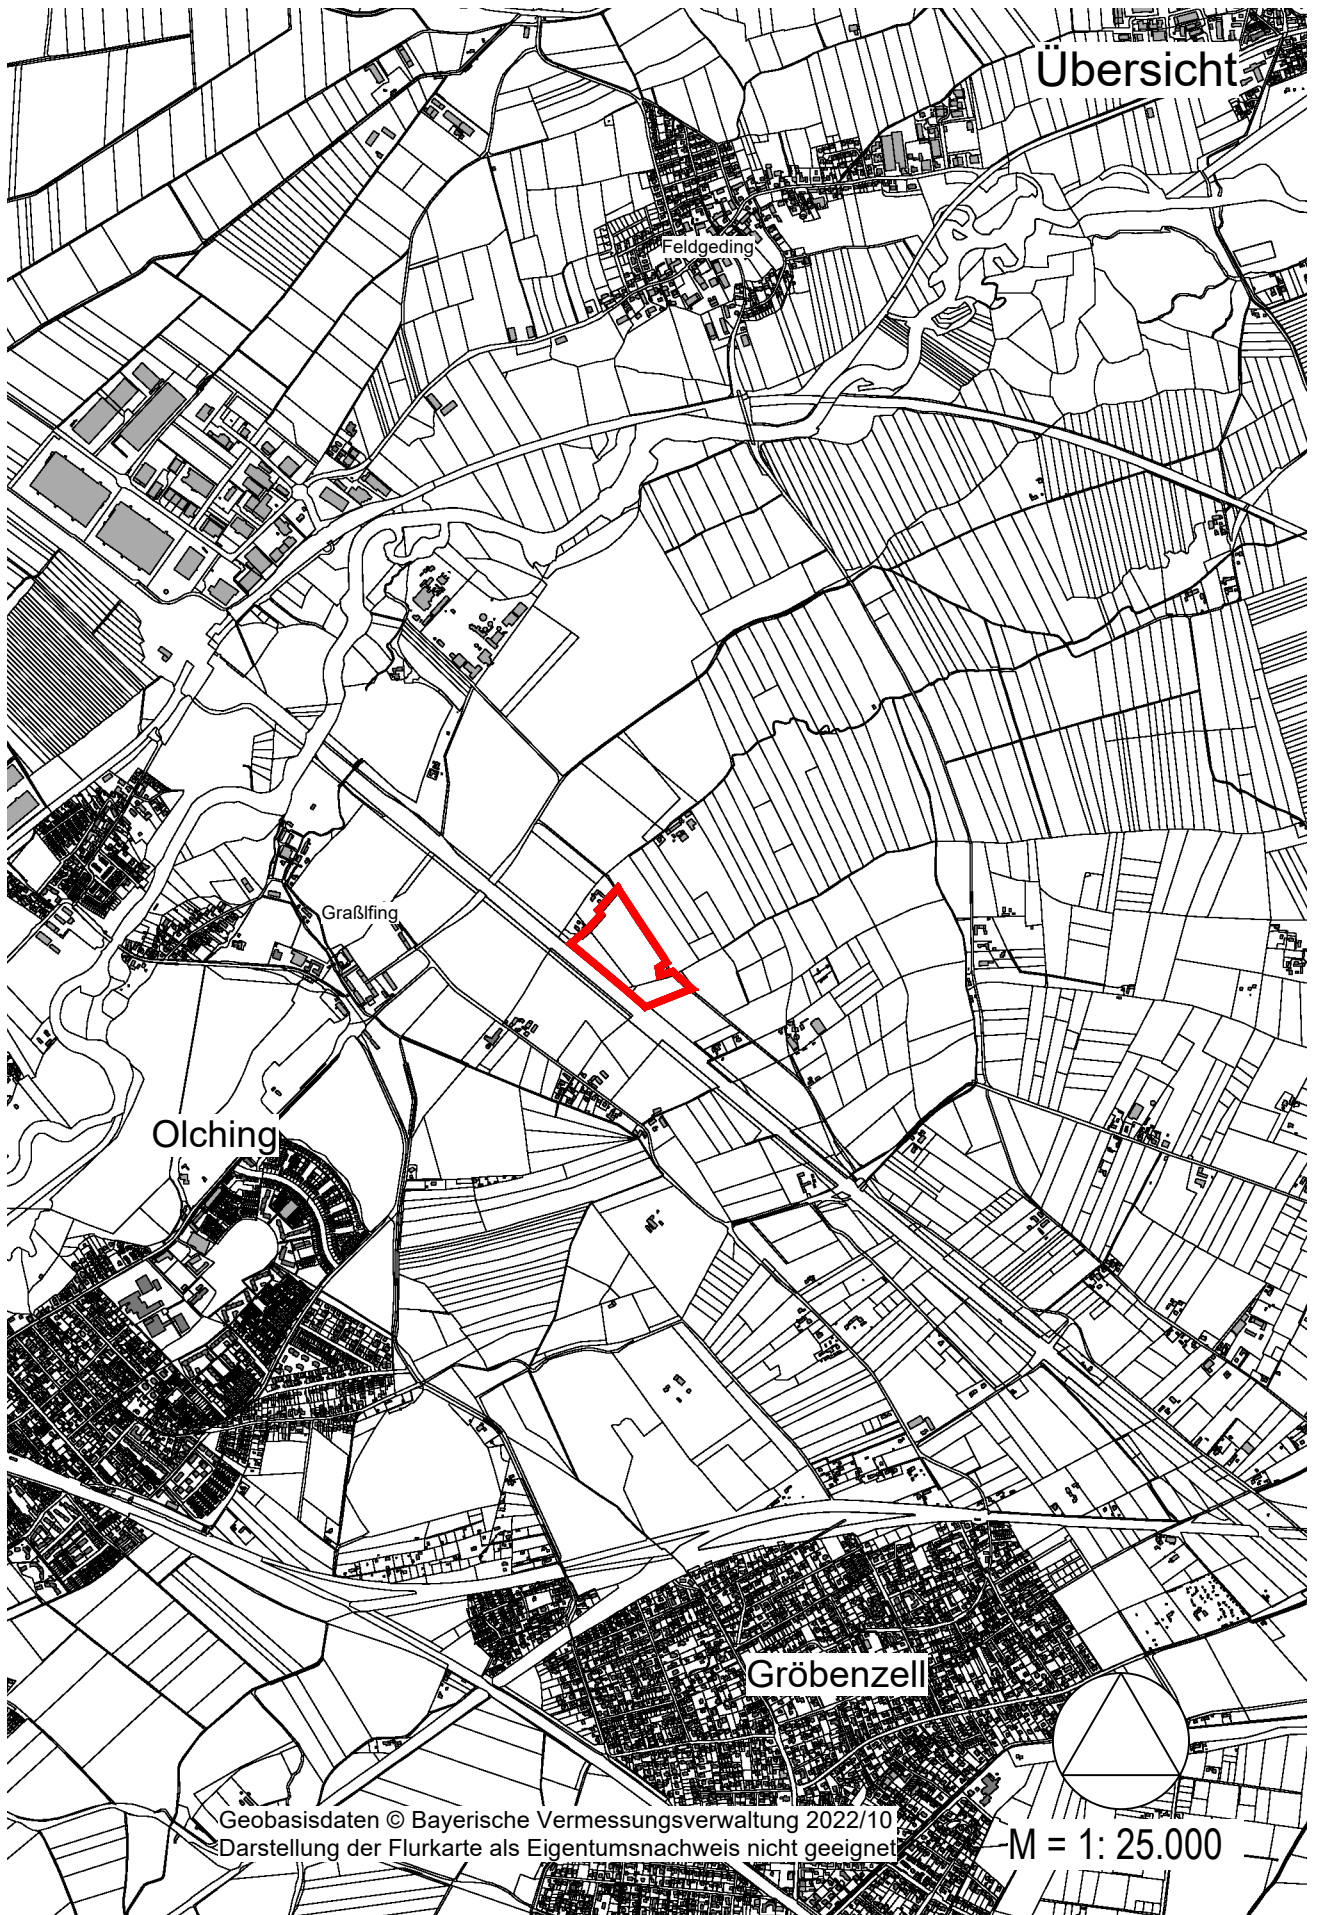 Übersicht
Feldgeding
Graßlfing
Olching
Gröbenzell
Geobasisdaten © Bayerische Vermessungsverwaltung 2022/10
Darstellung der Flurkarte als Eigentumsnachweis nicht geeignet
M = 1: 25.000